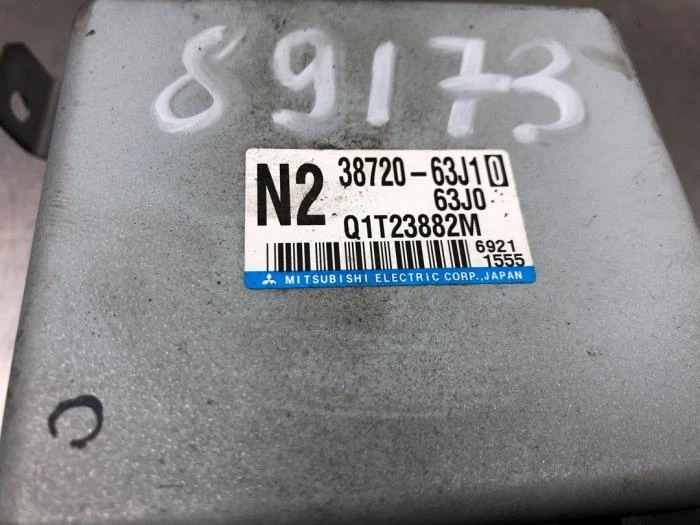 89173
N2 38720-63J10
63J0
Q1T23882M
6921
1555
MITSUBISHI ELECTRIC CORP., JAPAN